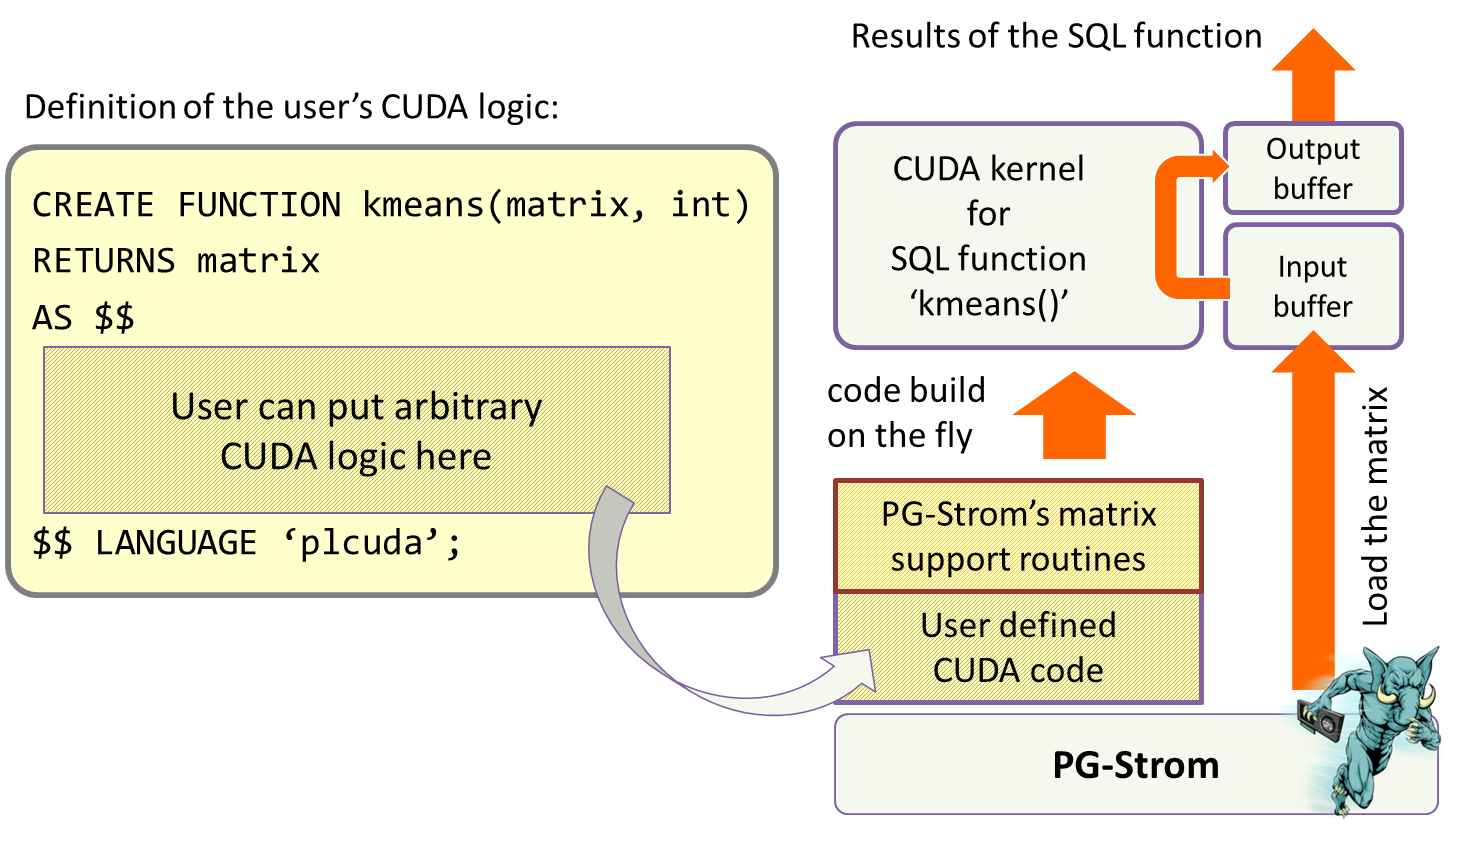 Results of the SQL function
Definition of the user’s CUDA logic:
CREATE FUNCTION kmeans(matrix, int)
RETURNS matrix
AS $$
User can put arbitrary
CUDA logic here
$$ LANGUAGE ‘plcuda’;
CUDA kernel
for
SQL function
‘kmeans()’
Output
buffer
Input
buffer
code build
on the fly
Load the matrix
PG-Strom’s matrix
support routines
User defined
CUDA code
PG-Strom